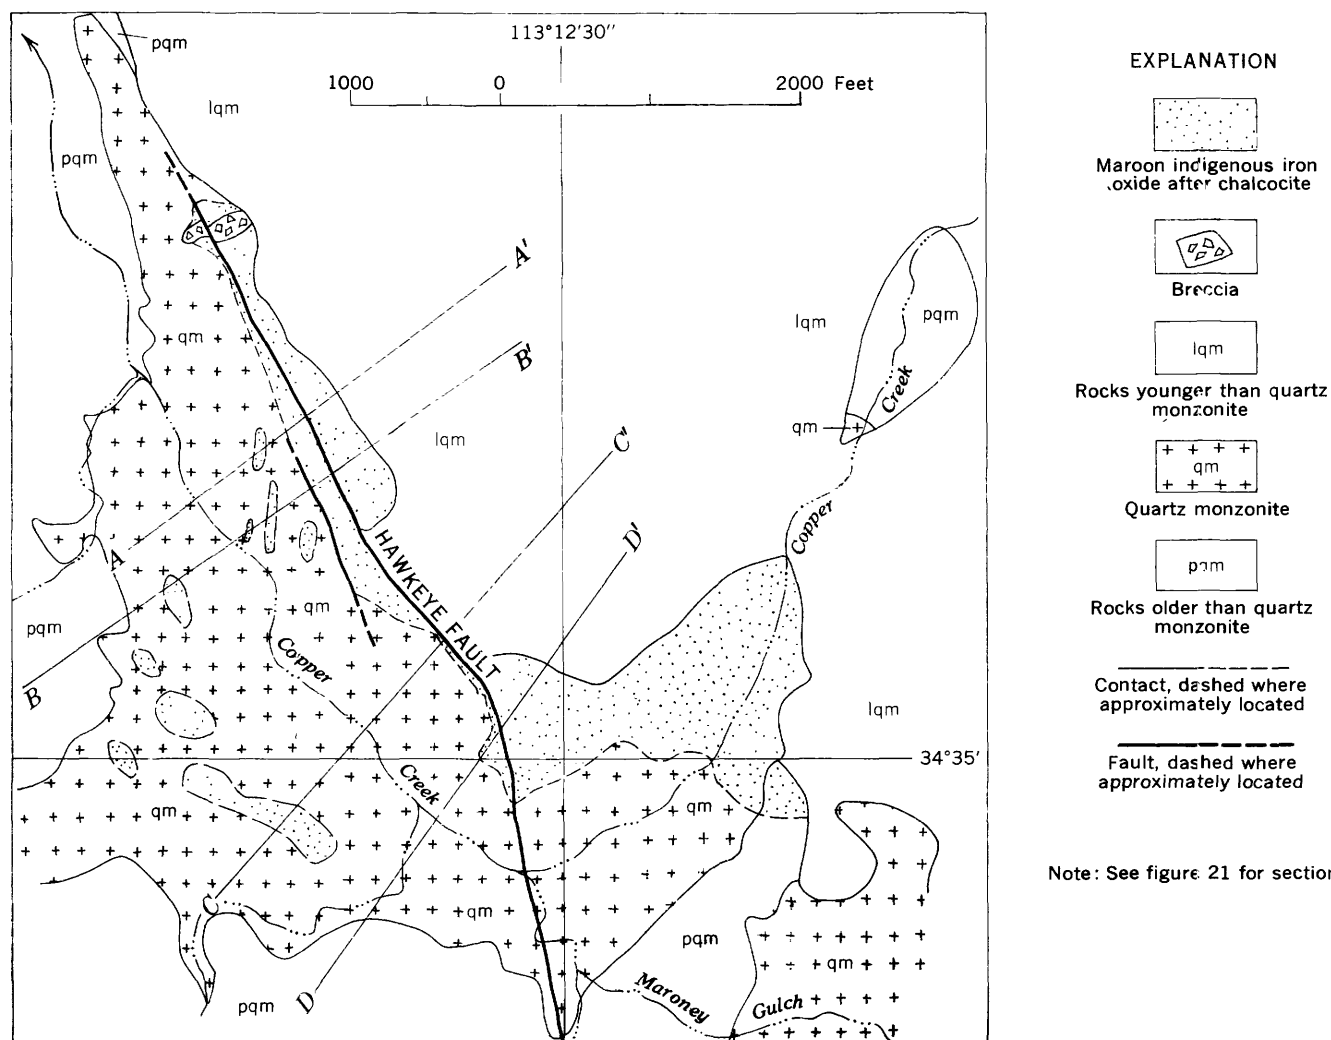 113°12'30"
1000 0 2000 Feet
EXPLANATION
Maroon indigenous iron
oxide after chalcocite
Breccia
lqm
Rocks younger than quartz
monzonite
qm
Quartz monzonite
pqm
Rocks older than quartz
monzonite
Contact, dashed where
approximately located
Fault, dashed where
approximately located
Note: See figure 21 for section
pqm
lqm
pqm
A'
B'
lqm
pqm
qm
Creek
qm
lqm
C'
Copper
D'
HAWKEYE FAULT
A
qm
pqm
Copper
B
lqm
34°35'
Creek
qm
qm
C
qm
pqm
qm
D
pqm
Maroney
Gulch